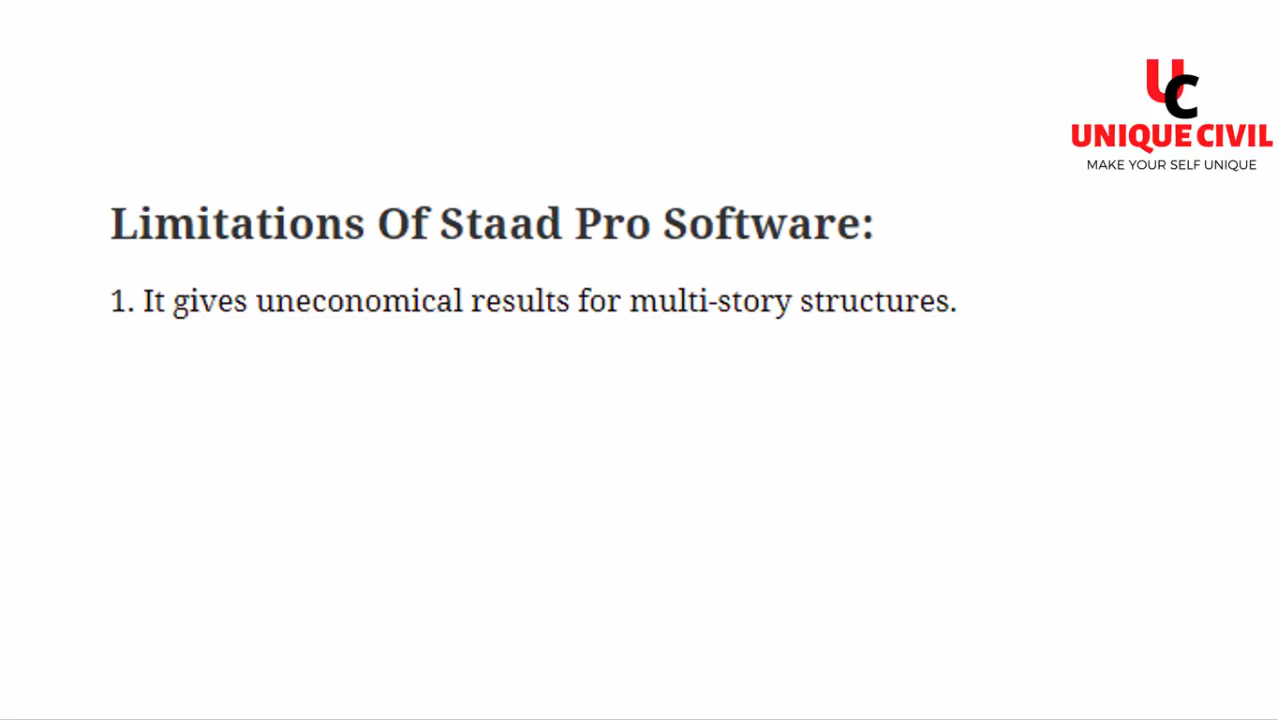 UC
UNIQUE CIVIL
MAKE YOUR SELF UNIQUE
Limitations Of Staad Pro Software:
1. It gives uneconomical results for multi-story structures.